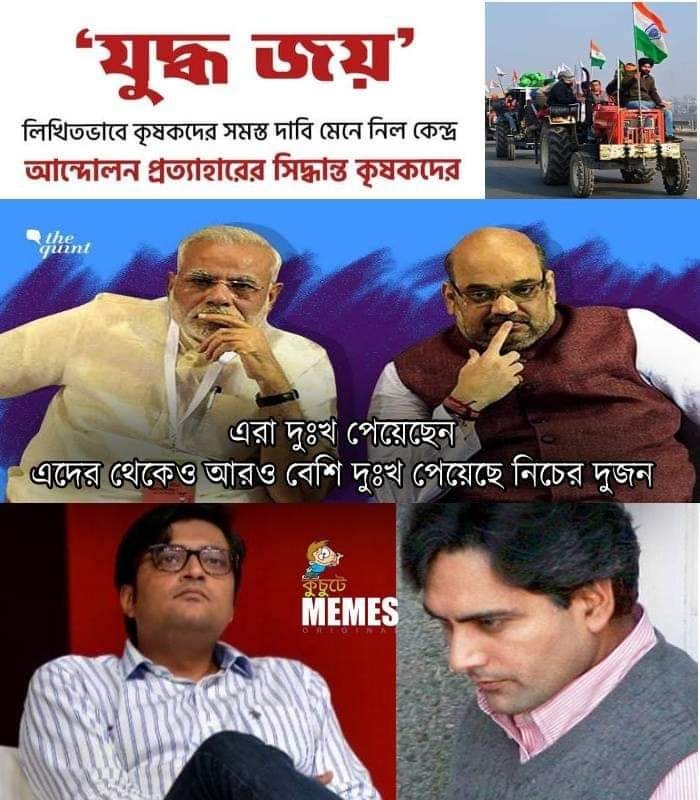 ‘যুদ্ধ জয়’
লিখিতভাবে কৃষকদের সমস্ত দাবি মেনে নিল কেন্দ্র
আন্দোলন প্রত্যাহারের সিদ্ধান্ত কৃষকদের
the
quint
এরা দুঃখ পেয়েছেন
এদের থেকেও আরও বেশি দুঃখ পেয়েছে নিচের দুজন
কুচুটে
MEMES
ORIGINAL